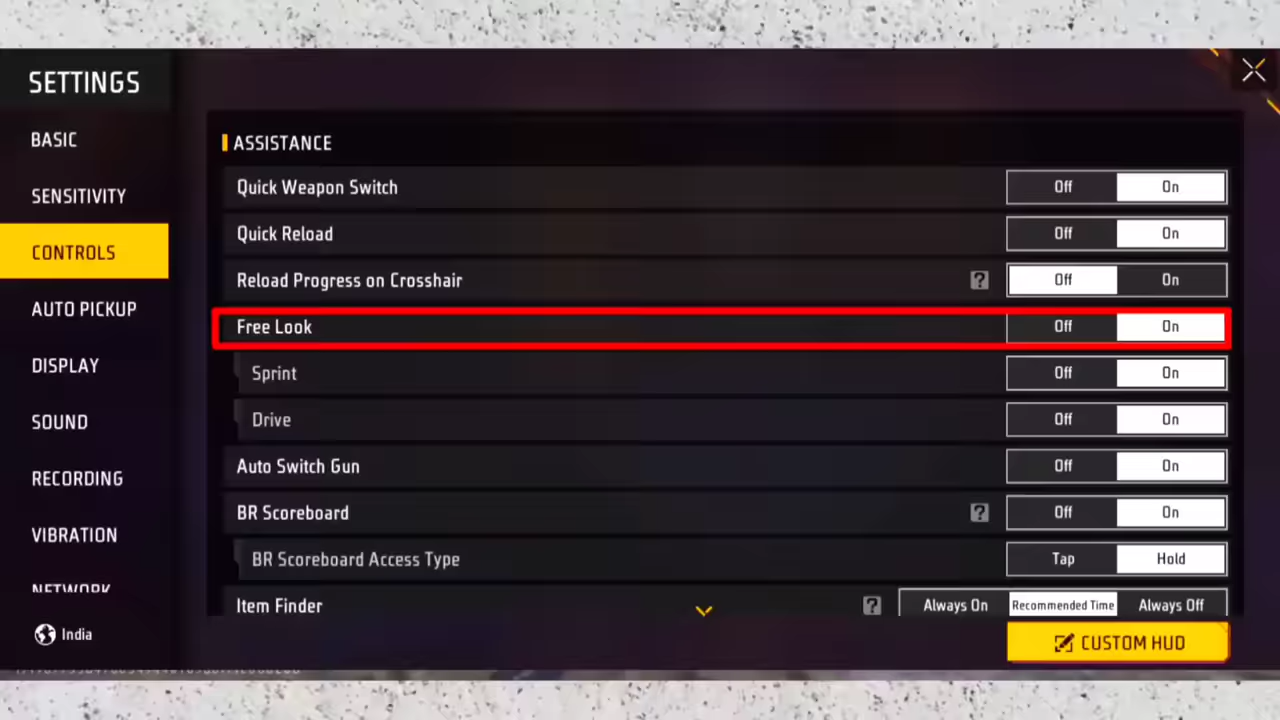 SETTINGS
BASIC
SENSITIVITY
CONTROLS
AUTO PICKUP
DISPLAY
SOUND
RECORDING
VIBRATION
NETWORK
India
ASSISTANCE
Quick Weapon Switch Off On
Quick Reload Off On
Reload Progress on Crosshair ? Off On
Free Look Off On
Sprint Off On
Drive Off On
Auto Switch Gun Off On
BR Scoreboard ? Off On
BR Scoreboard Access Type Tap Hold
Item Finder ? Always On Recommended Time Always Off
CUSTOM HUD